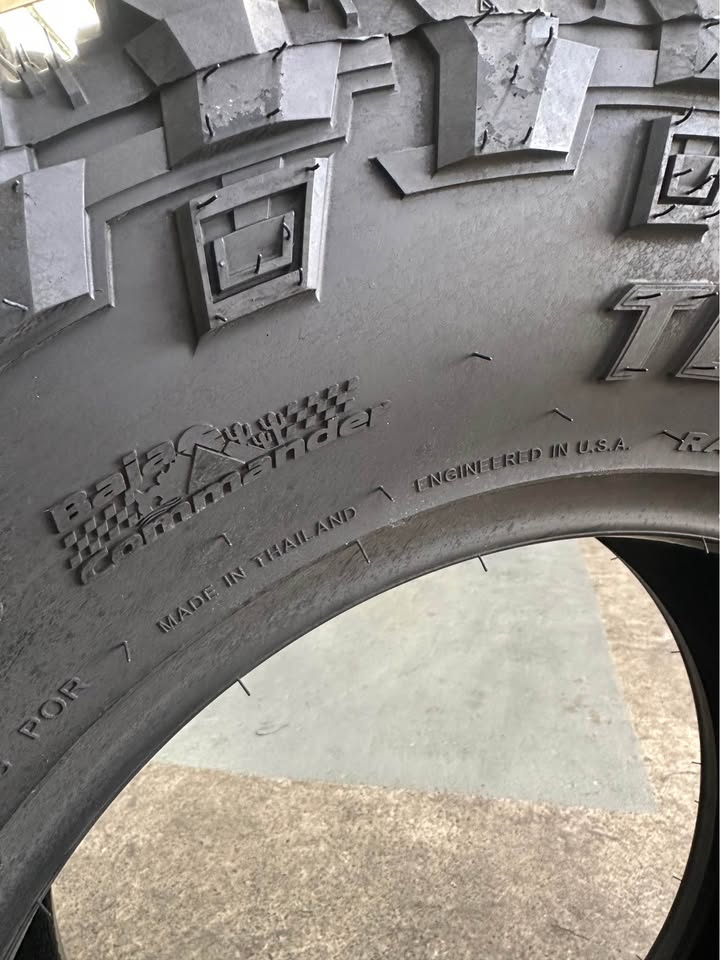 Baja
Commander
MADE IN THAILAND
ENGINEERED IN U.S.A.
POR